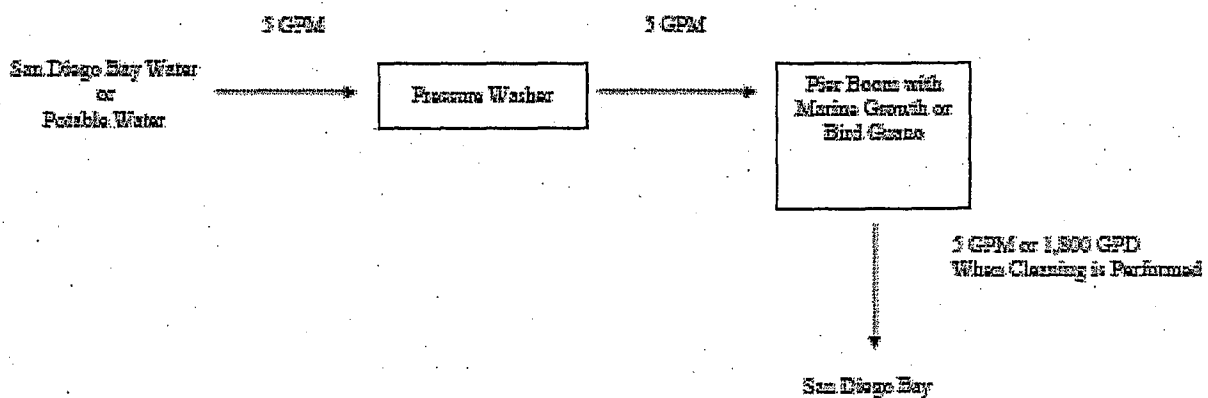 5 GPM
5 GPM
San Diego Bay Water
or
Potable Water
Pressure Washer
Pier Boom with
Marine Growth or
Bird Guano
5 GPM or 1,800 GPD
When Cleaning is Performed
San Diego Bay